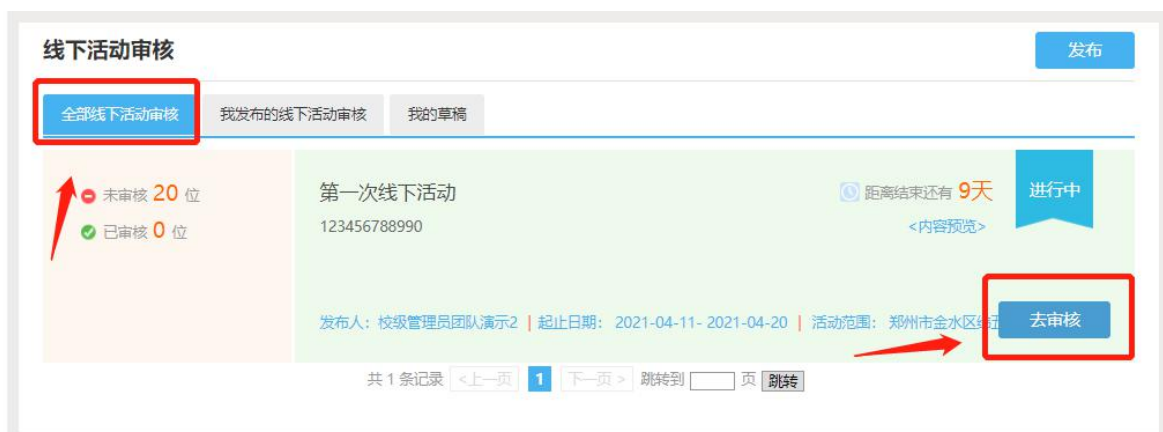 线下活动审核
发布
全部线下活动审核 我发布的线下活动审核 我的草稿
未审核 20 位
已审核 0 位
第一次线下活动
123456788990
距离结束还有 9天
<内容预览>
进行中
发布人：校级管理员团队演示2 | 起止日期： 2021-04-11- 2021-04-20 | 活动范围： 郑州市金水区
去审核
共 1 条记录 <上一页 1 下一页 > 跳转到 页 跳转